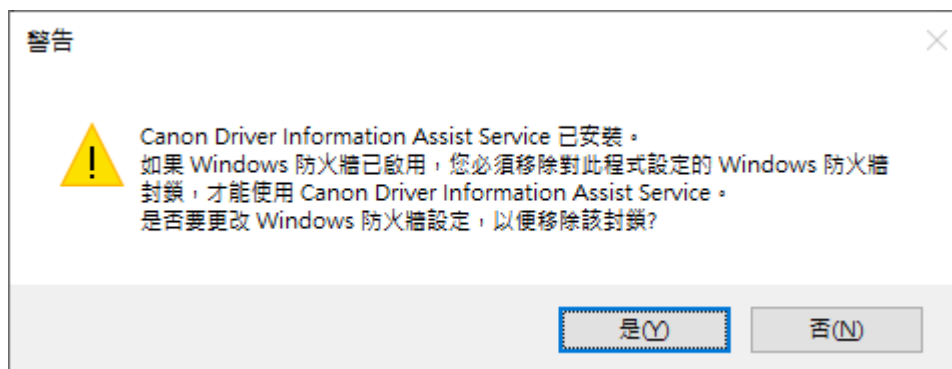 警告
Canon Driver Information Assist Service 已安裝。
如果 Windows 防火牆已啟用，您必須移除對此程式設定的 Windows 防火牆
封鎖，才能使用 Canon Driver Information Assist Service。
是否要更改 Windows 防火牆設定，以便移除該封鎖?
是(Y)
否(N)